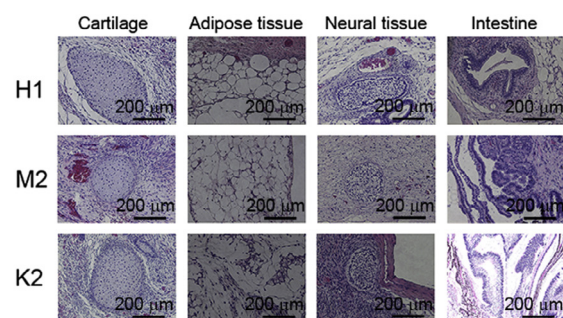 Cartilage Adipose tissue Neural tissue Intestine
H1
200 μm 200 μm 200 μm 200 μm
M2
200 μm 200 μm 200 μm 200 μm
K2
200 μm 200 μm 200 μm 200 μm